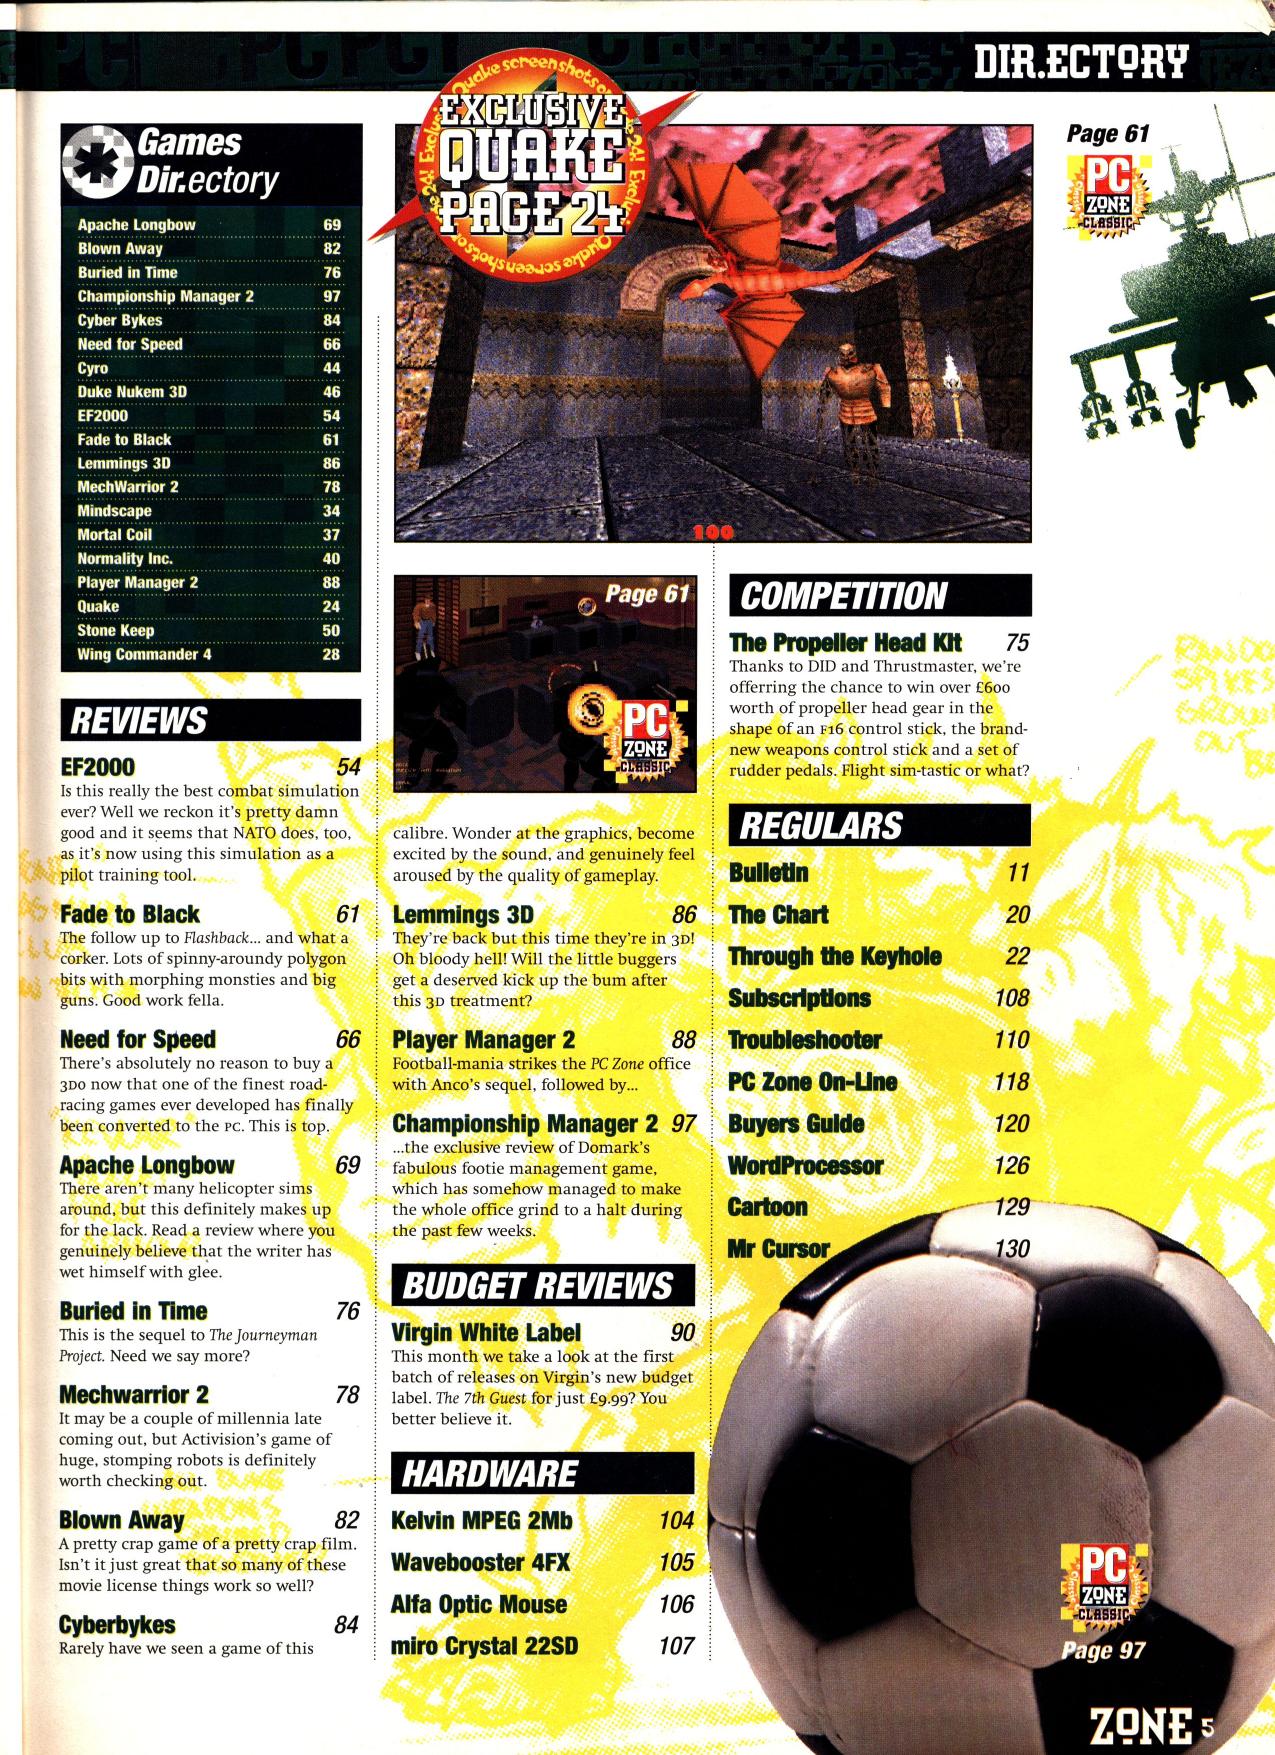 DIR.ECTORY
Games
Dir.ectory
Apache Longbow 69
Blown Away 82
Buried in Time 76
Championship Manager 2 97
Cyber Bykes 84
Need for Speed 66
Cyro 44
Duke Nukem 3D 46
EF2000 54
Fade to Black 61
Lemmings 3D 86
MechWarrior 2 78
Mindscape 34
Mortal Coil 37
Normality Inc. 40
Player Manager 2 88
Quake 24
Stone Keep 50
Wing Commander 4 28
EXCLUSIVE
QUAKE
PAGE 24
Quake screenshots
100
Page 61
PC
ZONE
CLASSIC
REVIEWS
EF2000 54
Is this really the best combat simulation
ever? Well we reckon it's pretty damn
good and it seems that NATO does, too,
as it's now using this simulation as a
pilot training tool.
Fade to Black 61
The follow up to Flashback... and what a
corker. Lots of spinny-aroundy polygon
bits with morphing monsties and big
guns. Good work fella.
Need for Speed 66
There's absolutely no reason to buy a
3DO now that one of the finest road-
racing games ever developed has finally
been converted to the PC. This is top.
Apache Longbow 69
There aren't many helicopter sims
around, but this definitely makes up
for the lack. Read a review where you
genuinely believe that the writer has
wet himself with glee.
Buried in Time 76
This is the sequel to The Journeyman
Project. Need we say more?
Mechwarrior 2 78
It may be a couple of millennia late
coming out, but Activision's game of
huge, stomping robots is definitely
worth checking out.
Blown Away 82
A pretty crap game of a pretty crap film.
Isn't it just great that so many of these
movie license things work so well?
Cyberbykes 84
Rarely have we seen a game of this
Page 61
PC
ZONE
CLASSIC
calibre. Wonder at the graphics, become
excited by the sound, and genuinely feel
aroused by the quality of gameplay.
Lemmings 3D 86
They're back but this time they're in 3D!
Oh bloody hell! Will the little buggers
get a deserved kick up the bum after
this 3D treatment?
Player Manager 2 88
Football-mania strikes the PC Zone office
with Anco's sequel, followed by...
Championship Manager 2 97
...the exclusive review of Domark's
fabulous footie management game,
which has somehow managed to make
the whole office grind to a halt during
the past few weeks.
BUDGET REVIEWS
Virgin White Label 90
This month we take a look at the first
batch of releases on Virgin's new budget
label. The 7th Guest for just £9.99? You
better believe it.
HARDWARE
Kelvin MPEG 2Mb 104
Wavebooster 4FX 105
Alfa Optic Mouse 106
miro Crystal 22SD 107
COMPETITION
The Propeller Head Kit 75
Thanks to DID and Thrustmaster, we're
offerring the chance to win over £600
worth of propeller head gear in the
shape of an F16 control stick, the brand-
new weapons control stick and a set of
rudder pedals. Flight sim-tastic or what?
REGULARS
Bulletin 11
The Chart 20
Through the Keyhole 22
Subscriptions 108
Troubleshooter 110
PC Zone On-Line 118
Buyers Guide 120
WordProcessor 126
Cartoon 129
Mr Cursor 130
PC
ZONE
CLASSIC
Page 97
ZONE 5